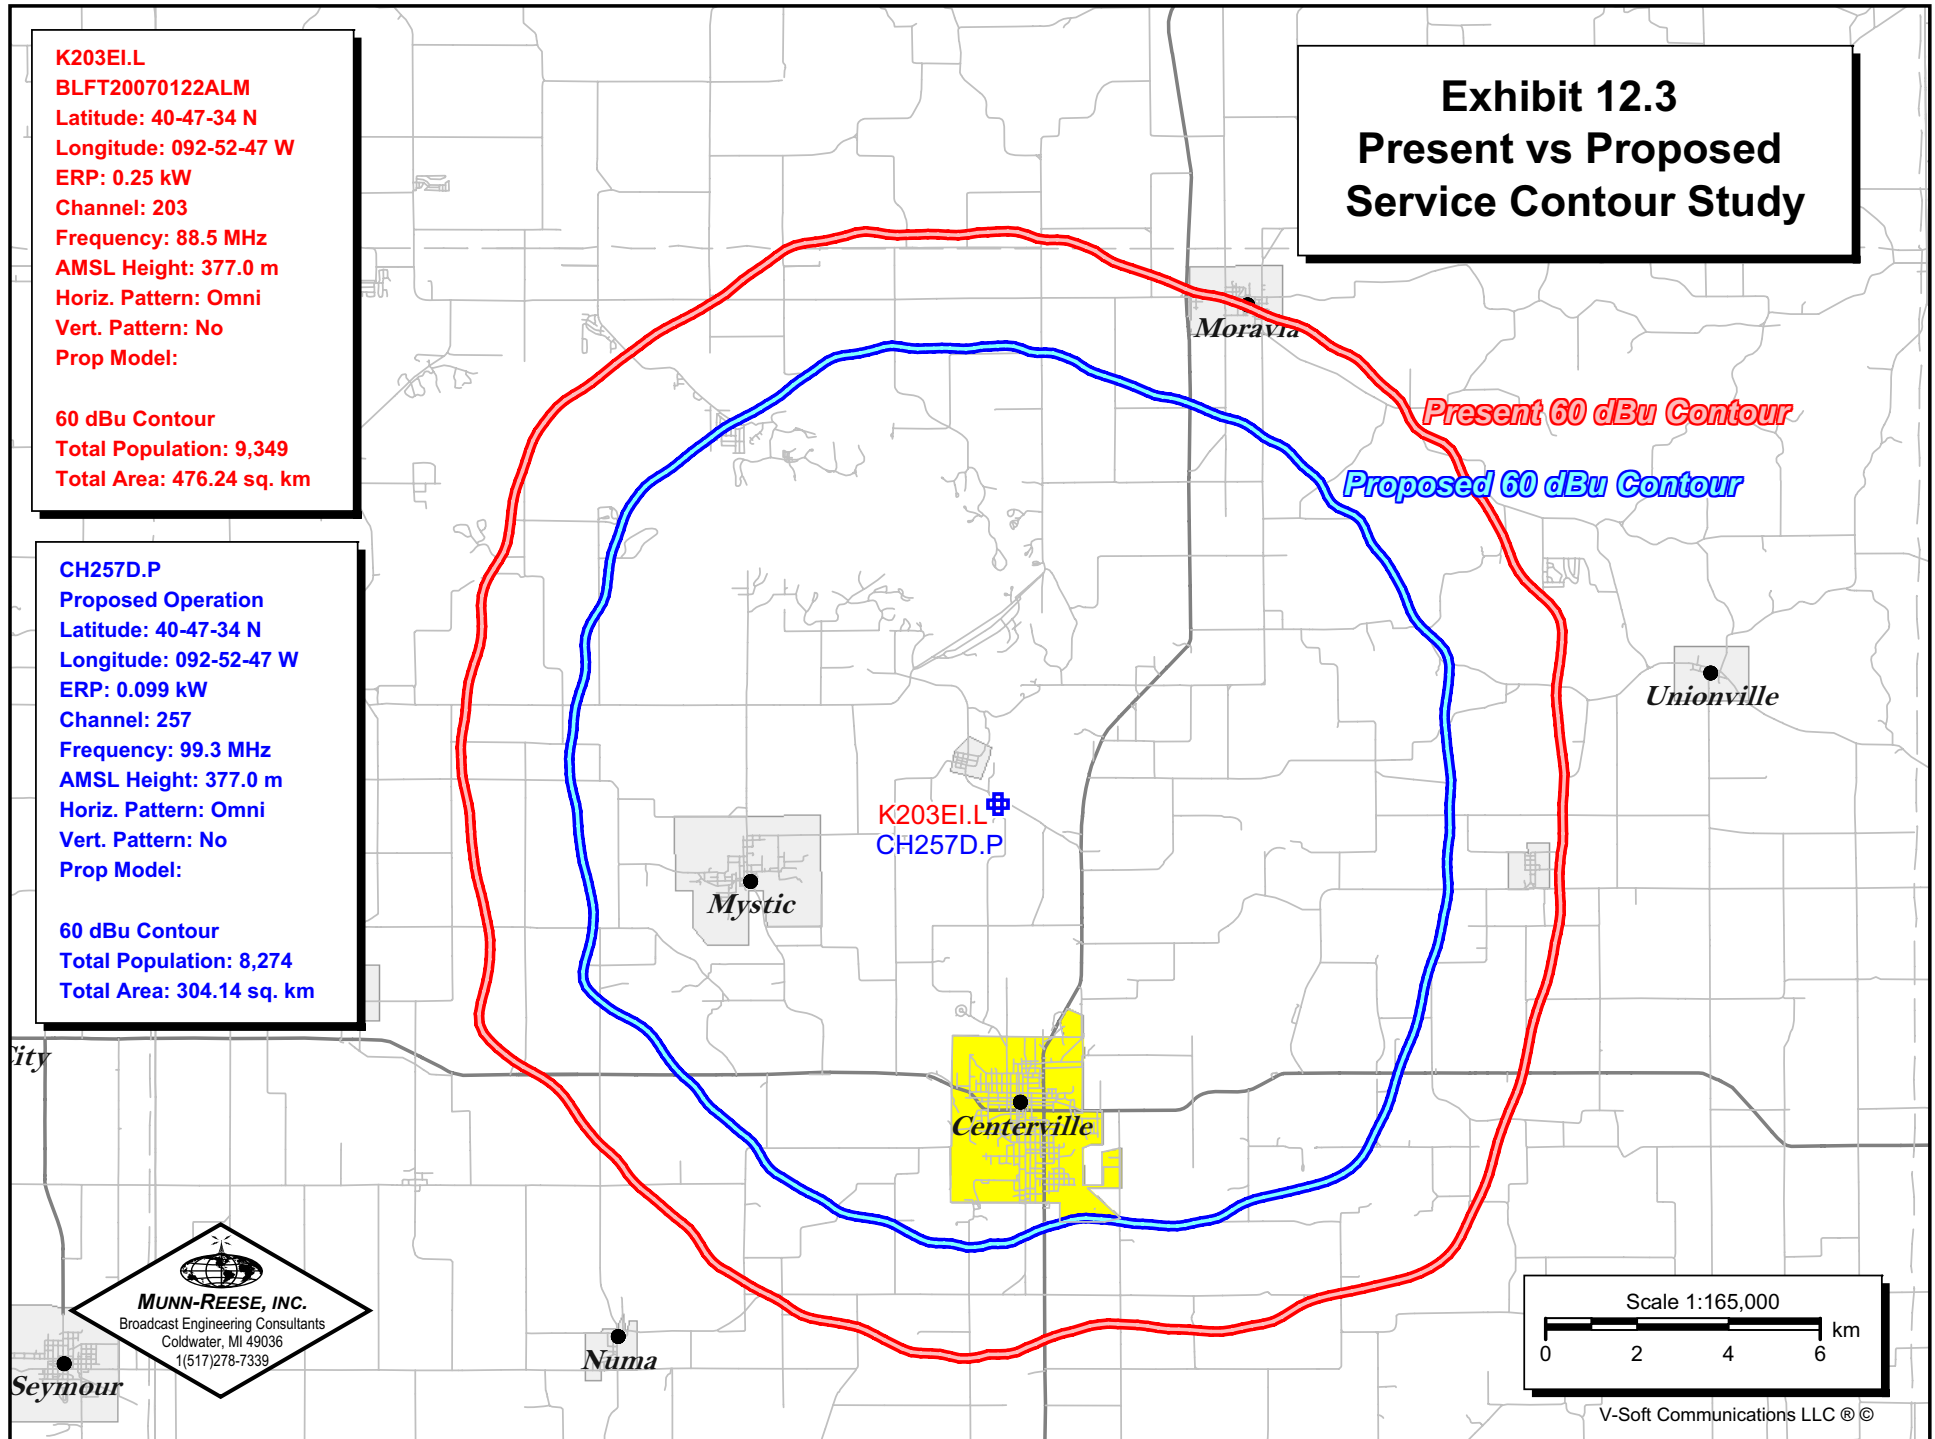 K203EI.L
BLFT20070122ALM
Latitude: 40-47-34 N
Longitude: 092-52-47 W
ERP: 0.25 kW
Channel: 203
Frequency: 88.5 MHz
AMSL Height: 377.0 m
Horiz. Pattern: Omni
Vert. Pattern: No
Prop Model:
60 dBu Contour
Total Population: 9,349
Total Area: 476.24 sq. km
CH257D.P
Proposed Operation
Latitude: 40-47-34 N
Longitude: 092-52-47 W
ERP: 0.099 kW
Channel: 257
Frequency: 99.3 MHz
AMSL Height: 377.0 m
Horiz. Pattern: Omni
Vert. Pattern: No
Prop Model:
60 dBu Contour
Total Population: 8,274
Total Area: 304.14 sq. km
Exhibit 12.3
Present vs Proposed
Service Contour Study
Moravia
Present 60 dBu Contour
Proposed 60 dBu Contour
Unionville
K203EI.L
CH257D.P
Mystic
City
Centerville
Numa
Seymour
MUNN-REESE, INC.
Broadcast Engineering Consultants
Coldwater, MI 49036
1(517)278-7339
Scale 1:165,000
km
0 2 4 6
V-Soft Communications LLC ® ©